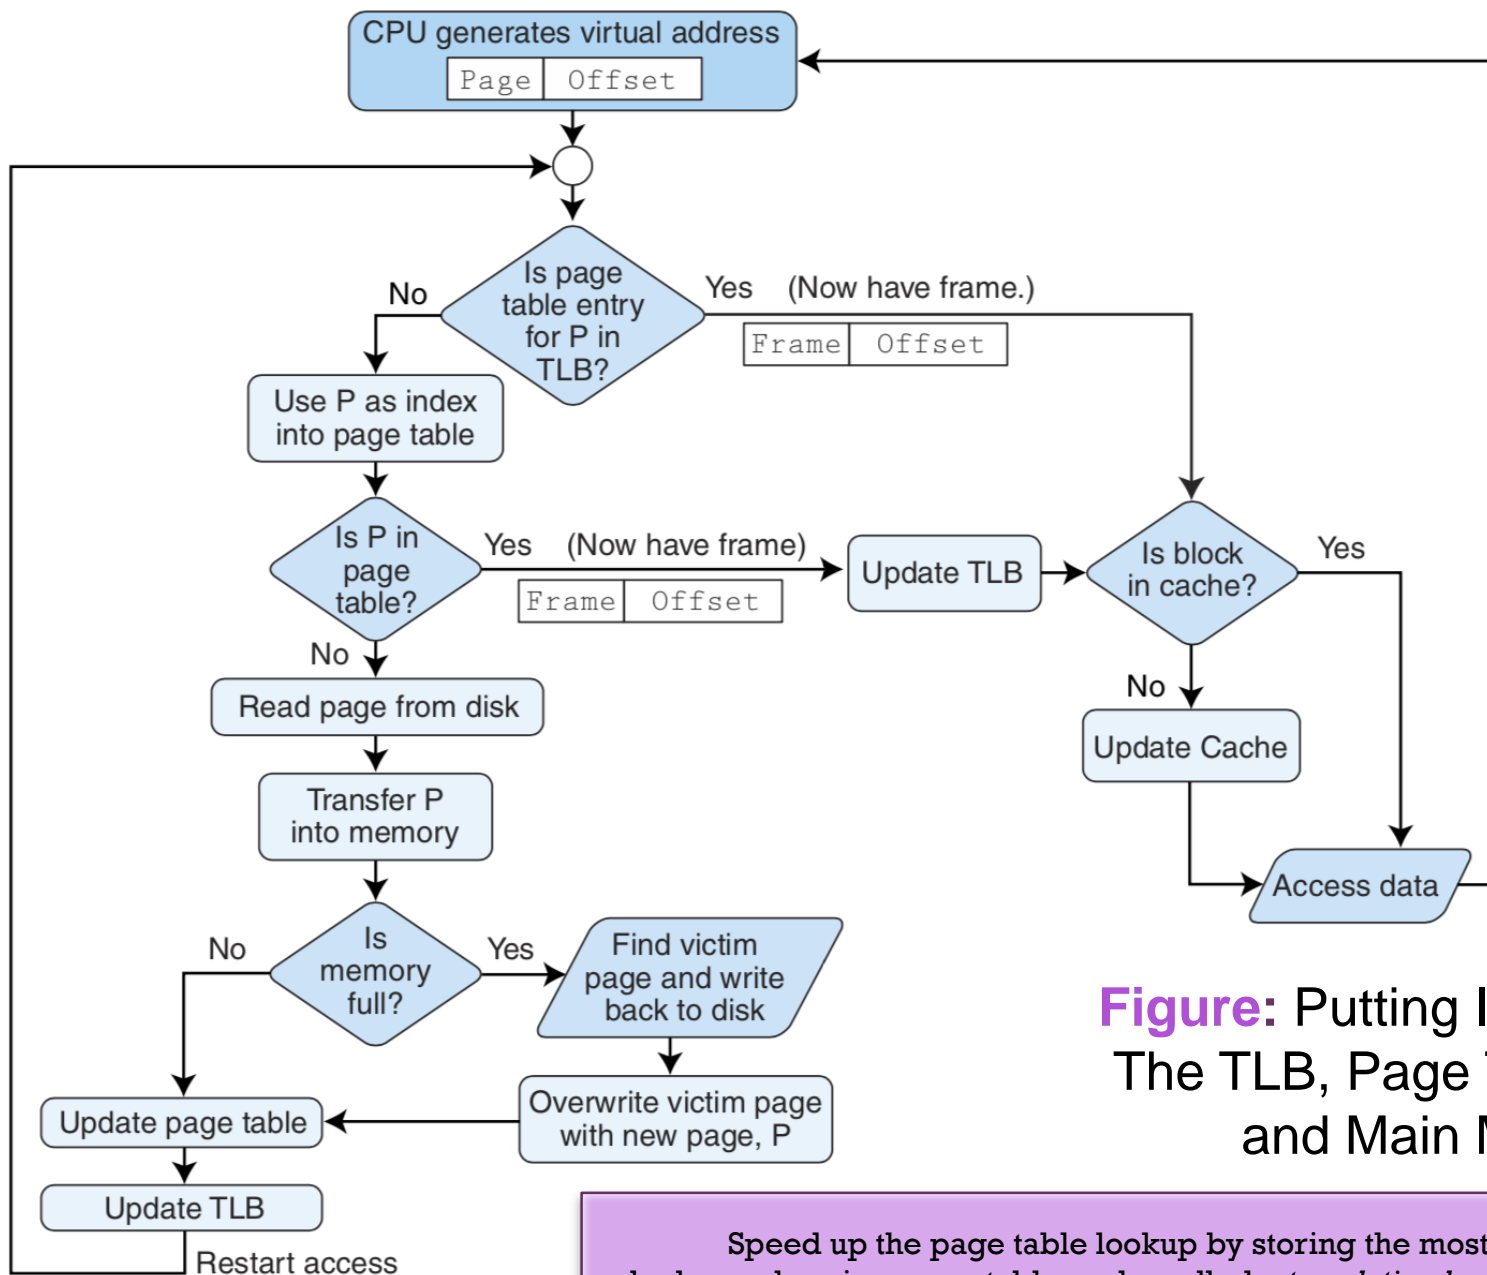 CPU generates virtual address
Page Offset
Is page
table entry
for P in
TLB?
No
Yes (Now have frame.)
Frame Offset
Use P as index
into page table
Is P in
page
table?
Yes (Now have frame)
Frame Offset
Update TLB
Is block
in cache?
Yes
No
Update Cache
Access data
No
Read page from disk
Transfer P
into memory
Is
memory
full?
No
Yes
Find victim
page and write
back to disk
Overwrite victim page
with new page, P
Update page table
Update TLB
Restart access
Figure: Putting
The TLB, Page
and Main
Speed up the page table lookup by storing the most